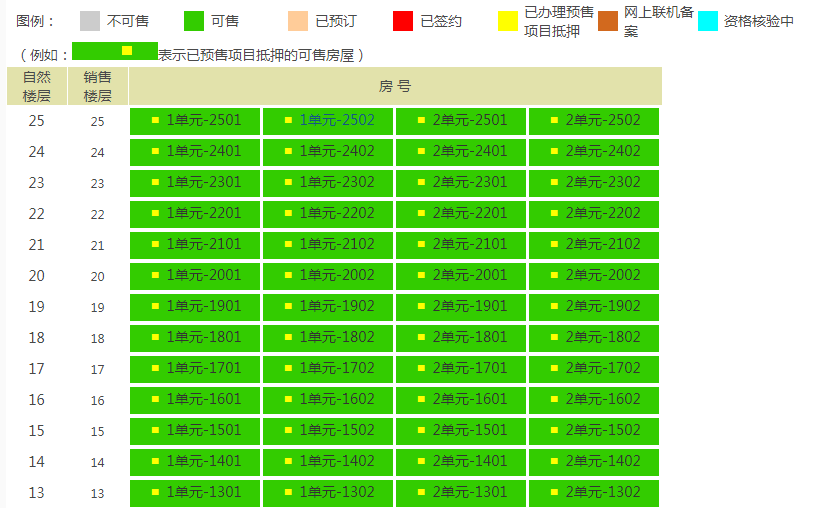 图例： 不可售 可售 已预订 已签约 已办理预售项目抵押 网上联机备案 资格核验中
（例如： 表示已预售项目抵押的可售房屋）
自然楼层 销售楼层 房 号
25 25 1单元-2501 1单元-2502 2单元-2501 2单元-2502
24 24 1单元-2401 1单元-2402 2单元-2401 2单元-2402
23 23 1单元-2301 1单元-2302 2单元-2301 2单元-2302
22 22 1单元-2201 1单元-2202 2单元-2201 2单元-2202
21 21 1单元-2101 1单元-2102 2单元-2101 2单元-2102
20 20 1单元-2001 1单元-2002 2单元-2001 2单元-2002
19 19 1单元-1901 1单元-1902 2单元-1901 2单元-1902
18 18 1单元-1801 1单元-1802 2单元-1801 2单元-1802
17 17 1单元-1701 1单元-1702 2单元-1701 2单元-1702
16 16 1单元-1601 1单元-1602 2单元-1601 2单元-1602
15 15 1单元-1501 1单元-1502 2单元-1501 2单元-1502
14 14 1单元-1401 1单元-1402 2单元-1401 2单元-1402
13 13 1单元-1301 1单元-1302 2单元-1301 2单元-1302